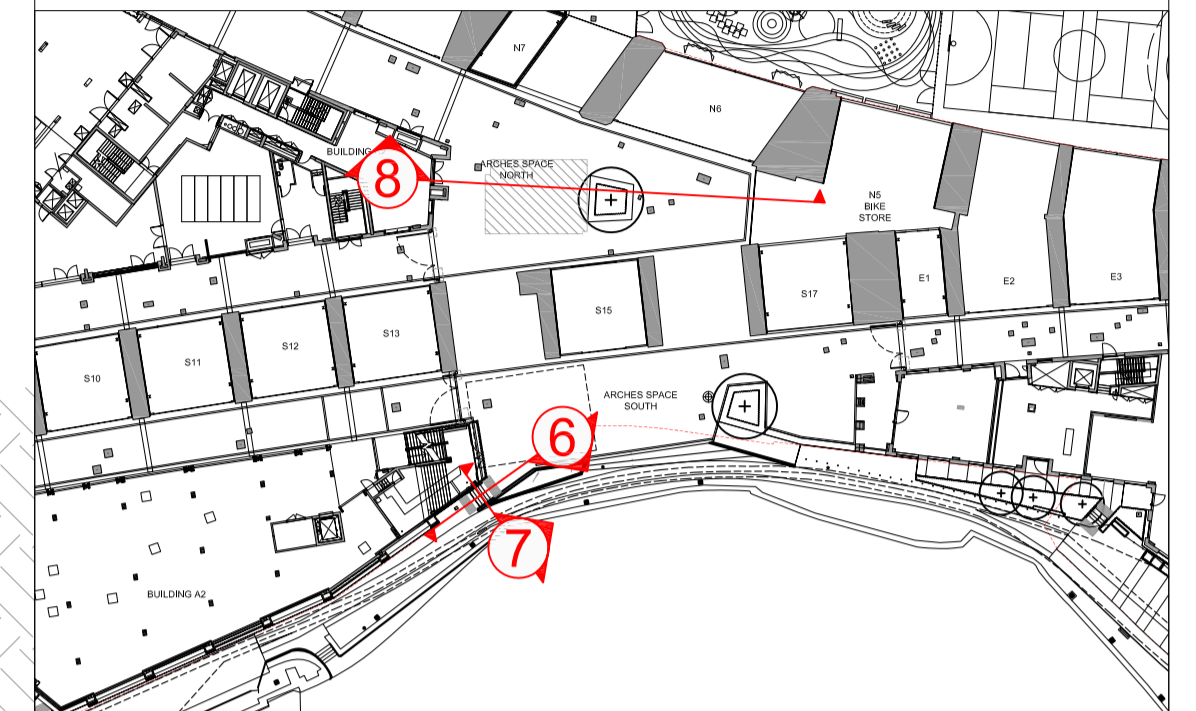 N7
N6
BUILDING
ARCHES SPACE
NORTH
8
N5
BIKE
STORE
E1
E2
E3
S17
S15
S13
S12
S11
S10
ARCHES SPACE
SOUTH
6
7
BUILDING A2